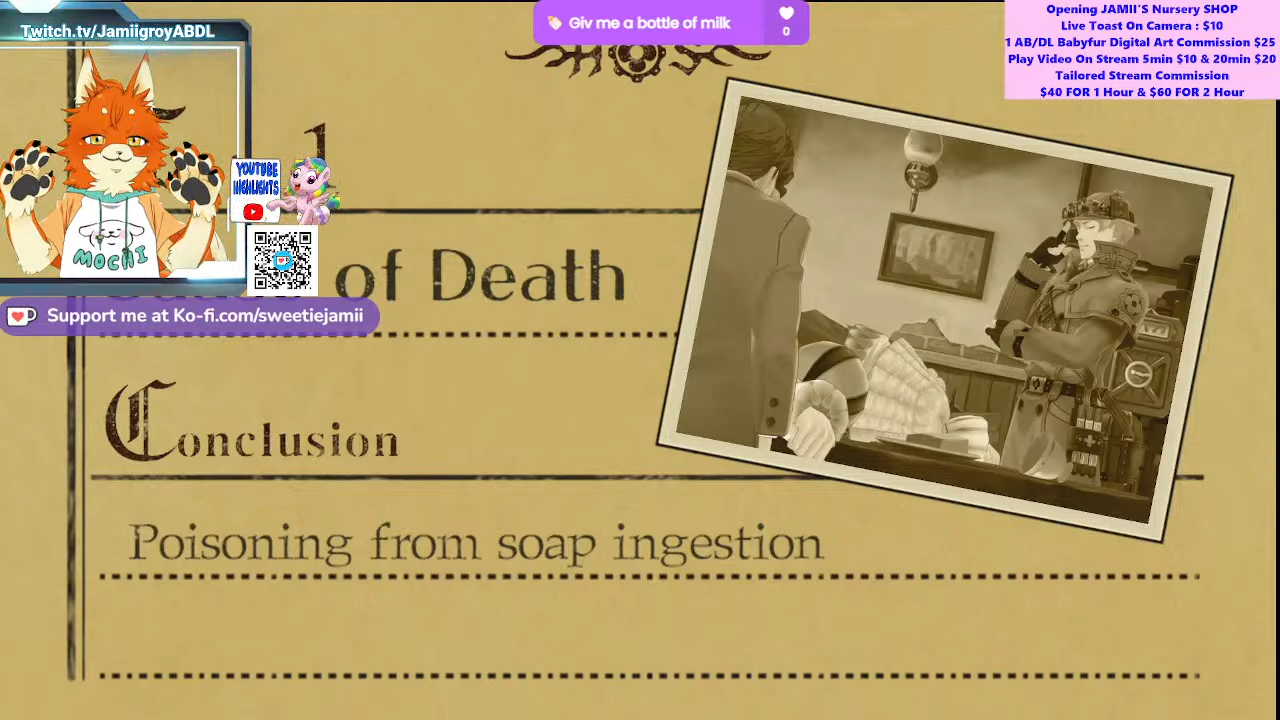 Twitch.tv/JamiigroyABDL
Giv me a bottle of milk
0
Opening JAMII'S Nursery SHOP
Live Toast On Camera : $10
1 AB/DL Babyfur Digital Art Commission $25
Play Video On Stream 5min $10 & 20min $20
Tailored Stream Commission
$40 FOR 1 Hour & $60 FOR 2 Hour
1
YOUTUBE
HIGHLIGHTS
MOCHI
of Death
Support me at Ko-fi.com/sweetiejamii
Conclusion
Poisoning from soap ingestion